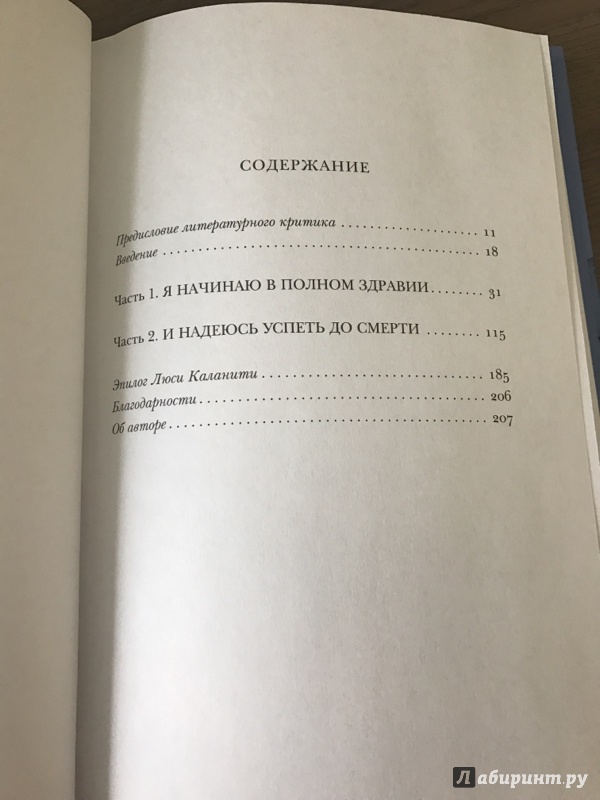 СОДЕРЖАНИЕ
Предисловие литературного критика . . . . . . . . . . . . . . . . . . . . 11
Введение . . . . . . . . . . . . . . . . . . . . . . . . . . . . . . . . . . . . . . . . . . . 18
Часть 1. Я НАЧИНАЮ В ПОЛНОМ ЗДРАВИИ........ 31
Часть 2. И НАДЕЮСЬ УСПЕТЬ ДО СМЕРТИ ........ 115
Эпилог Люси Каланити . . . . . . . . . . . . . . . . . . . . . . . . . . . . . . 185
Благодарности . . . . . . . . . . . . . . . . . . . . . . . . . . . . . . . . . . . . . . 206
Об авторе . . . . . . . . . . . . . . . . . . . . . . . . . . . . . . . . . . . . . . . . . . 207
Лабиринт.ру